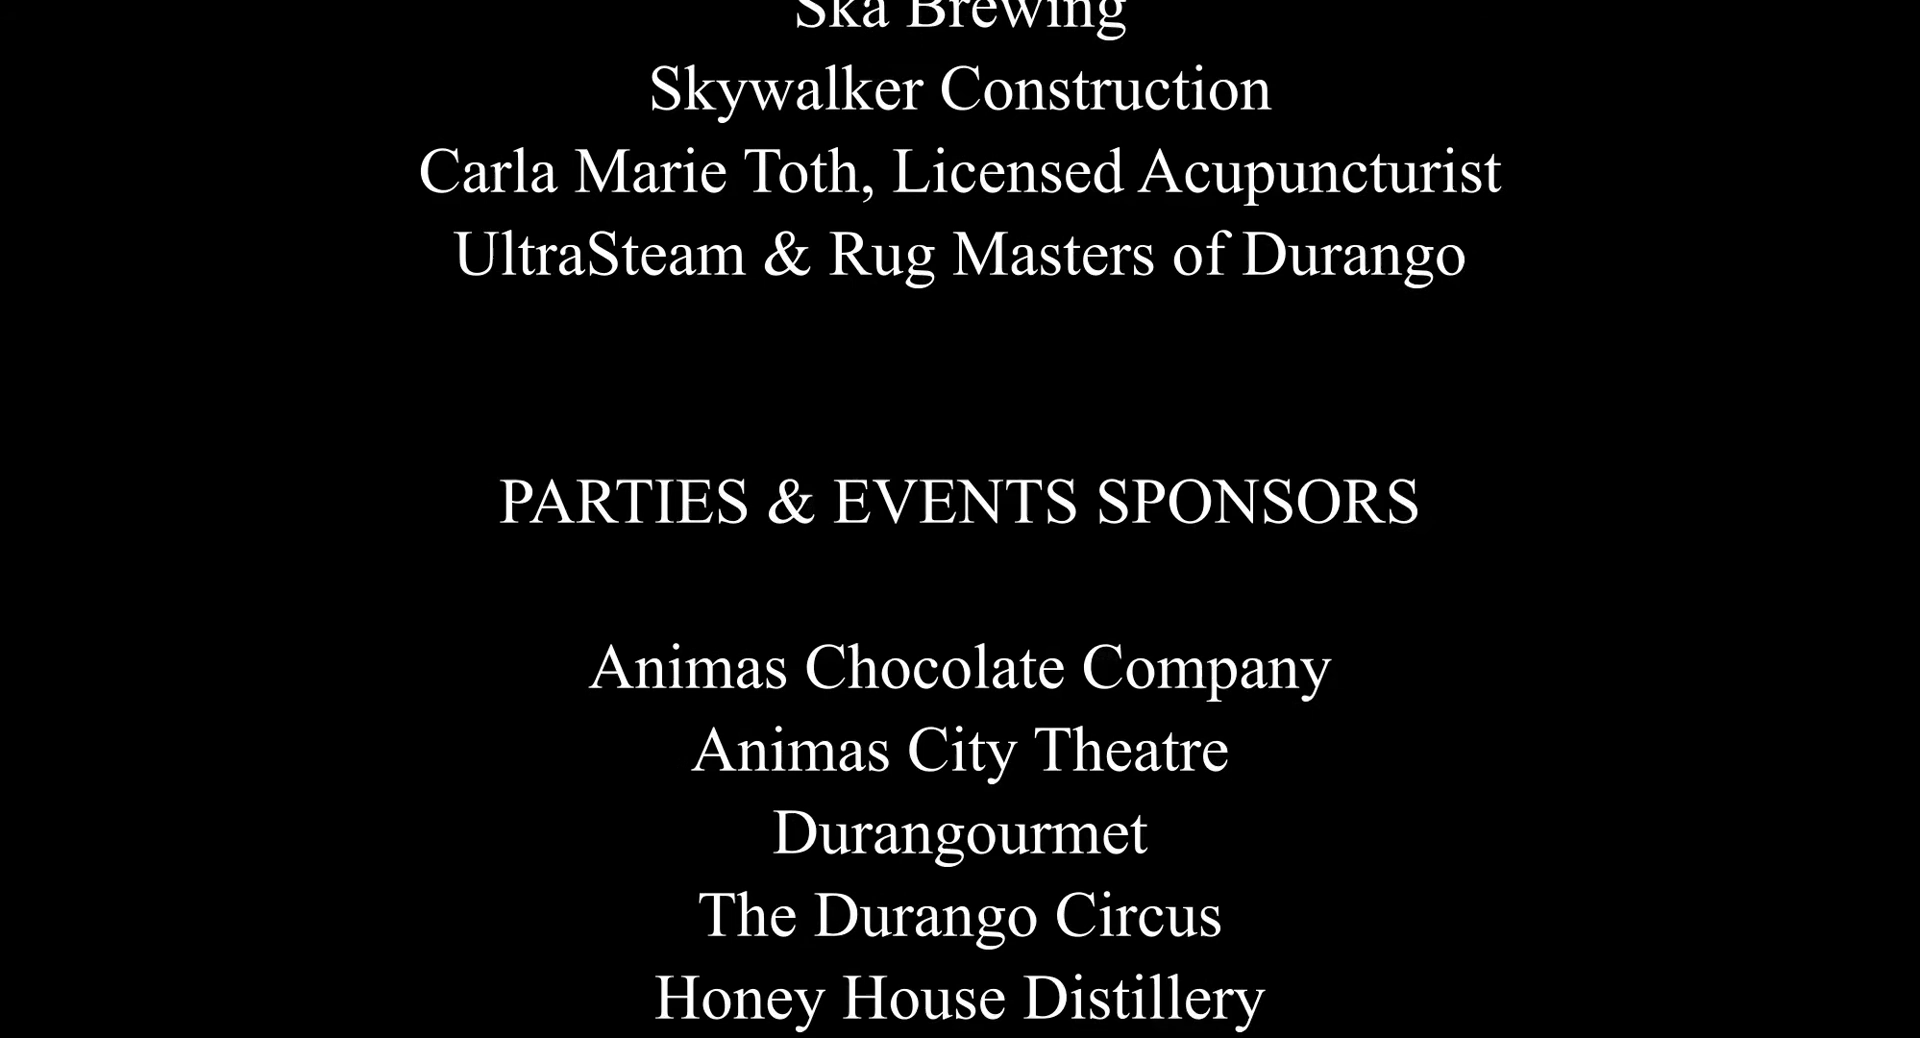 Ska Brewing
Skywalker Construction
Carla Marie Toth, Licensed Acupuncturist
UltraSteam & Rug Masters of Durango
PARTIES & EVENTS SPONSORS
Animas Chocolate Company
Animas City Theatre
Durangourmet
The Durango Circus
Honey House Distillery